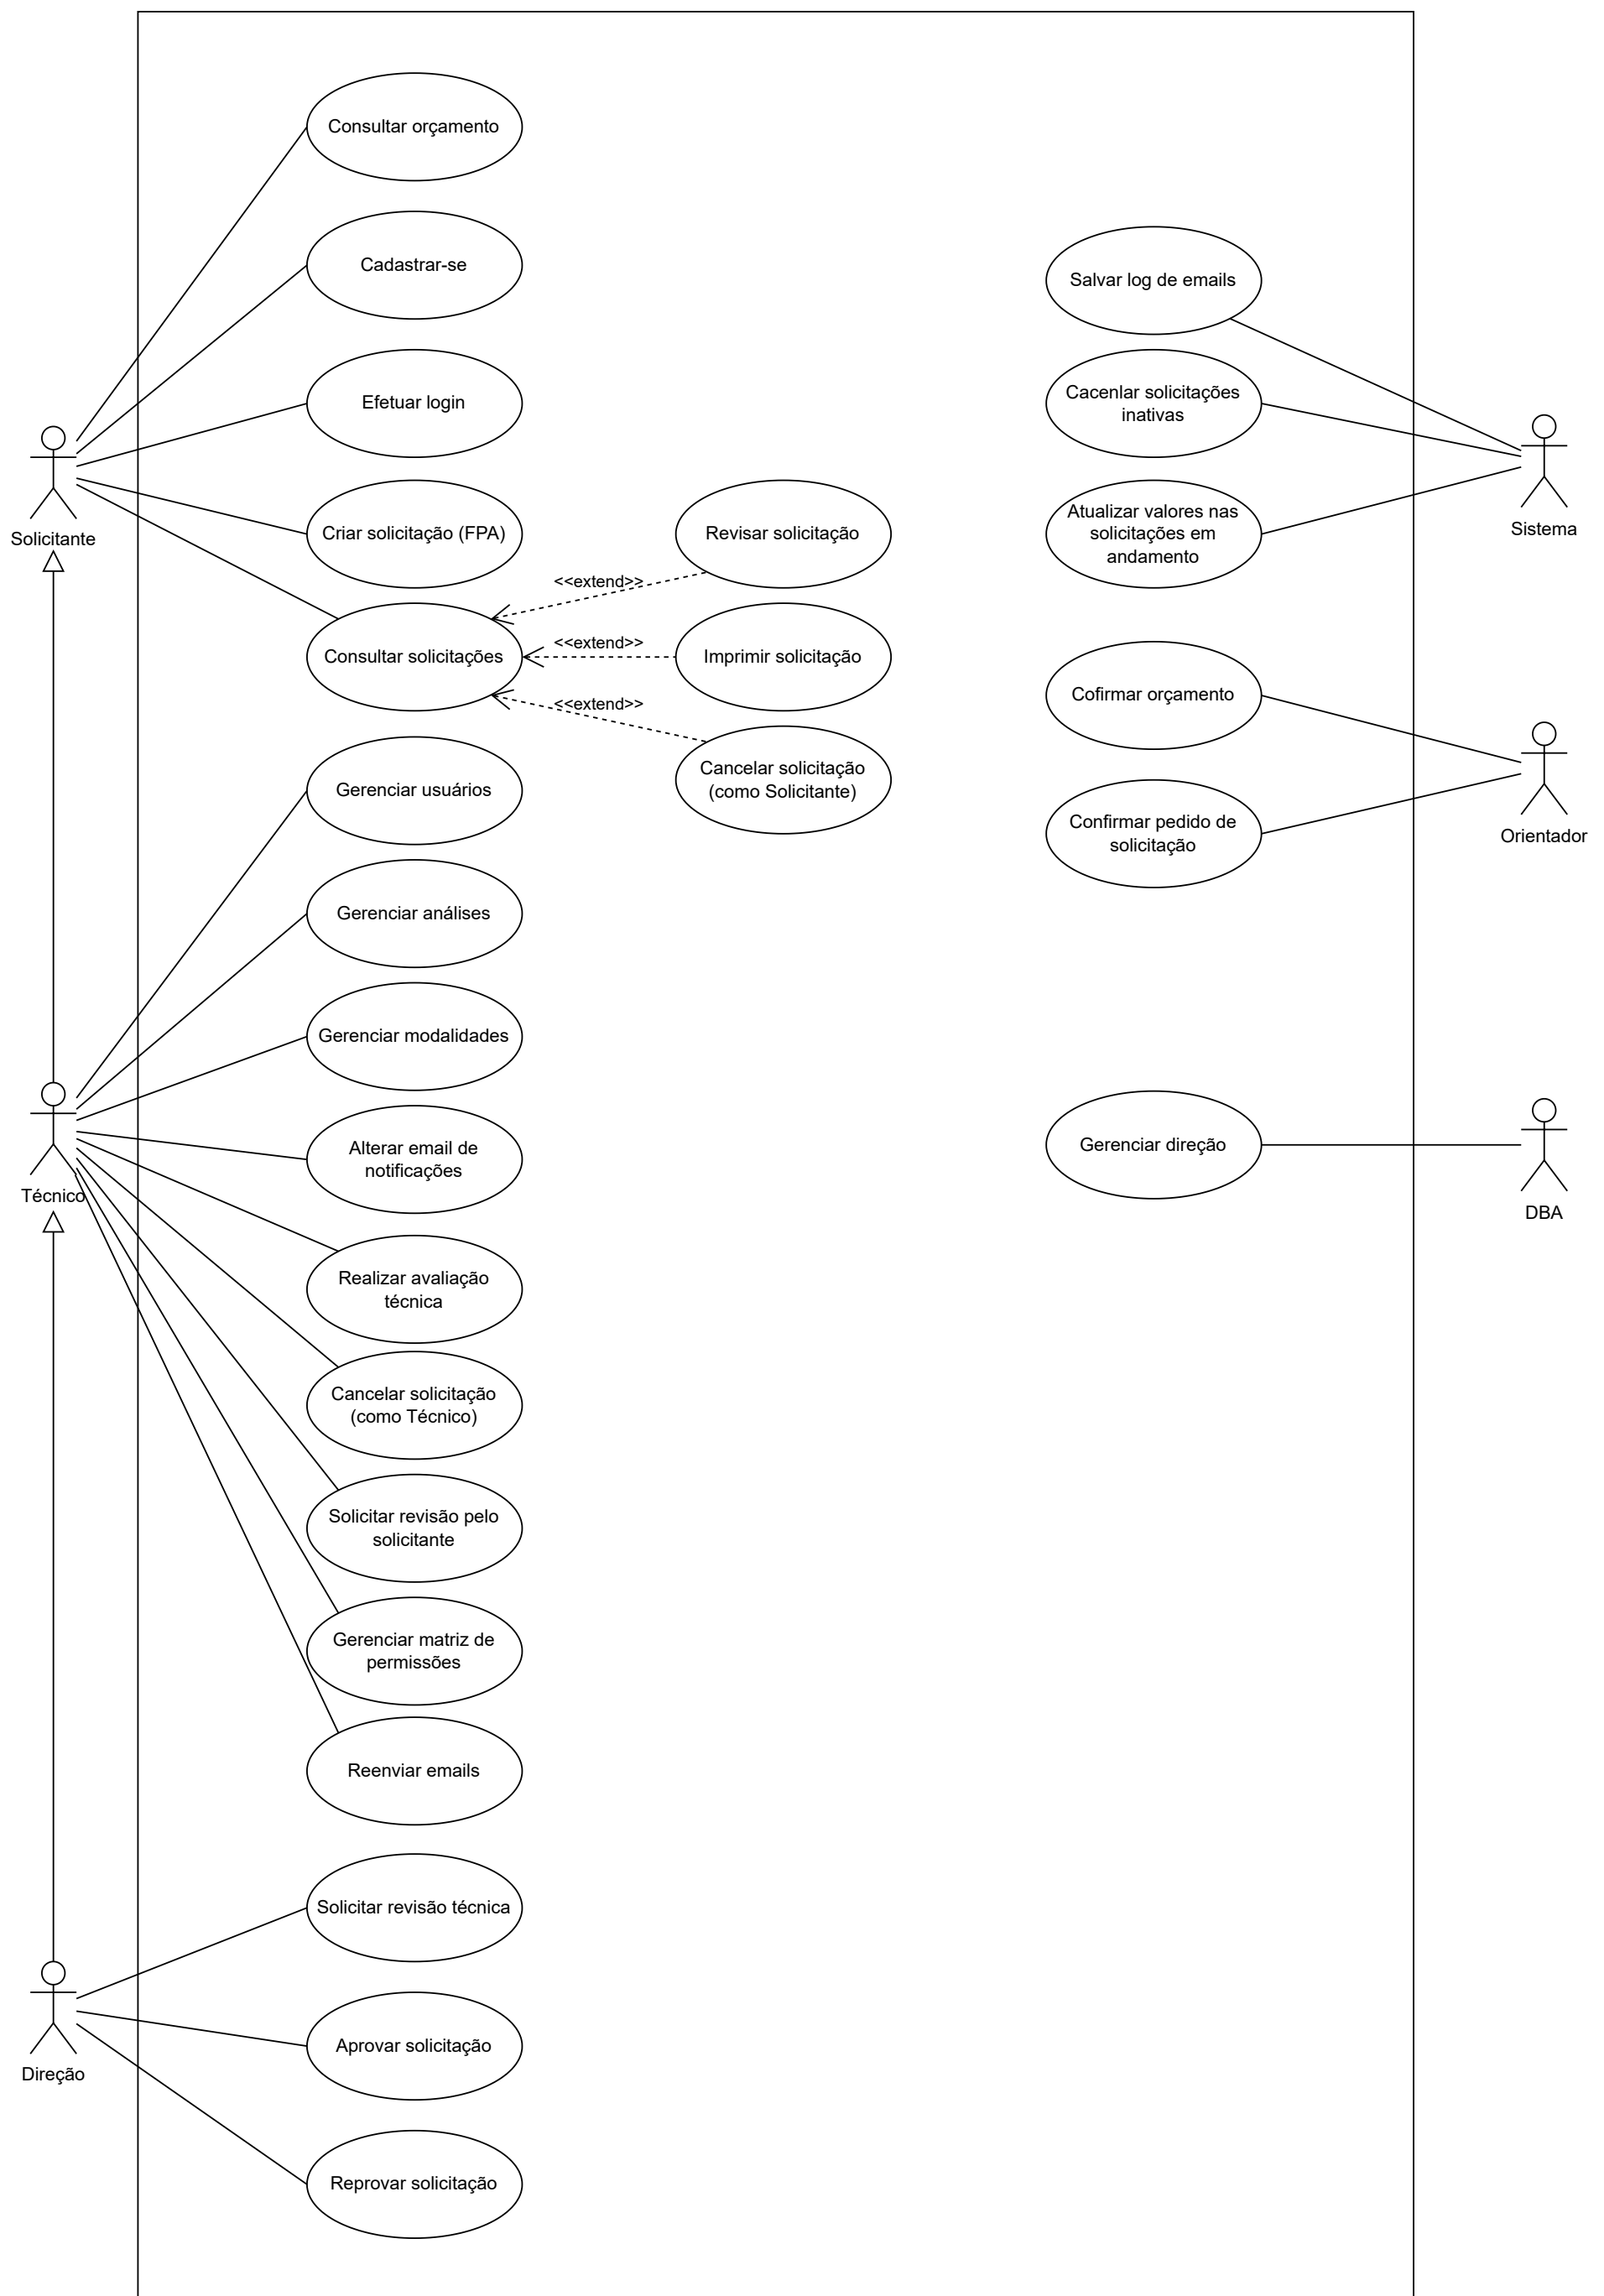 Consultar orçamento
Cadastrar-se
Salvar log de emails
Efetuar login
Cacenlar solicitações
inativas
Solicitante
Sistema
Criar solicitação (FPA)
Revisar solicitação
Atualizar valores nas
solicitações em
andamento
<<extend>>
Consultar solicitações
<<extend>>
Imprimir solicitação
<<extend>>
Cancelar solicitação
(como Solicitante)
Cofirmar orçamento
Confirmar pedido de
solicitação
Orientador
Gerenciar usuários
Gerenciar análises
Gerenciar modalidades
Alterar email de
notificações
Técnico
Gerenciar direção
DBA
Realizar avaliação
técnica
Cancelar solicitação
(como Técnico)
Solicitar revisão pelo
solicitante
Gerenciar matriz de
permissões
Reenviar emails
Solicitar revisão técnica
Aprovar solicitação
Direção
Reprovar solicitação